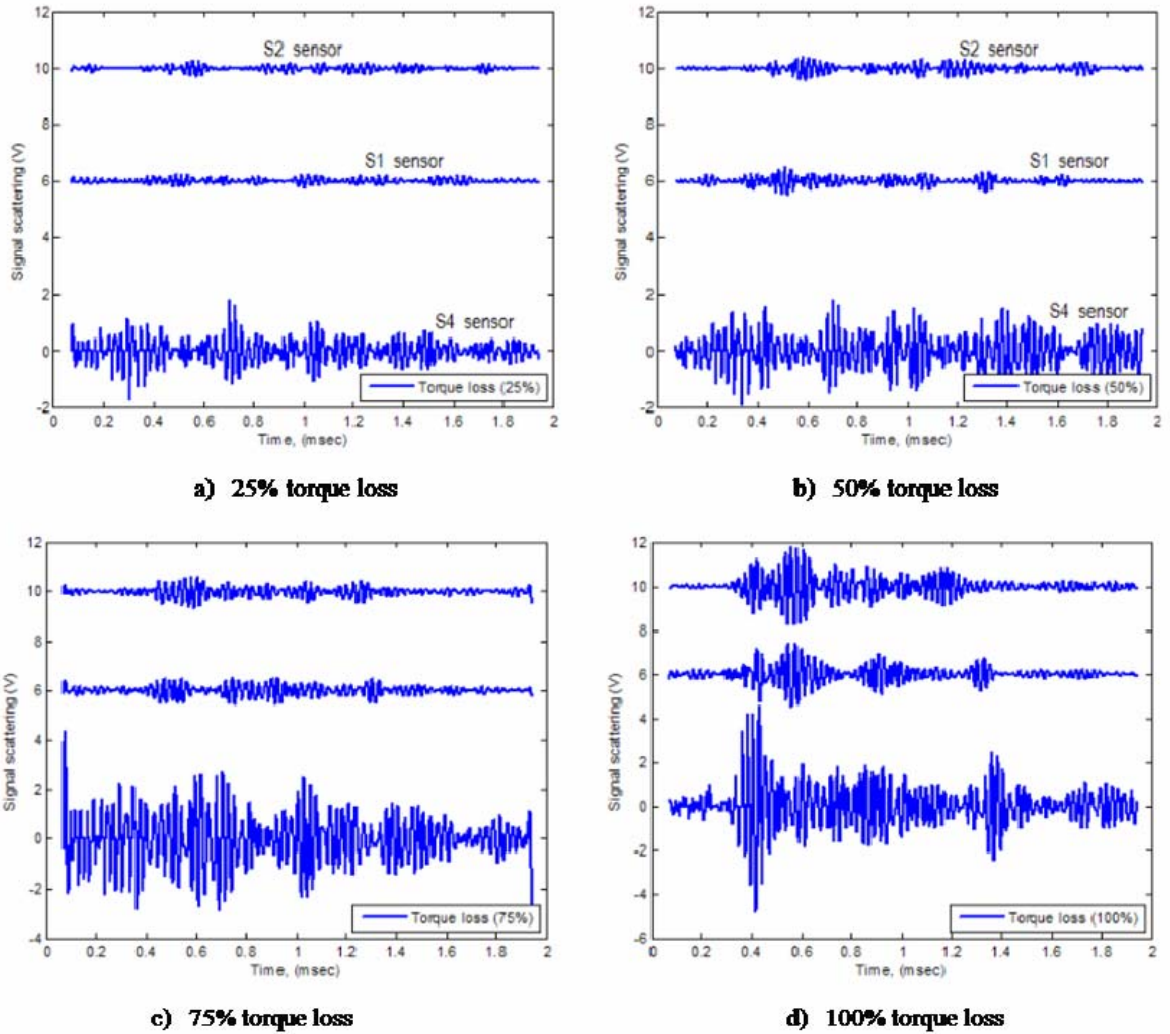 12
10
8
6
4
2
0
-2
Signal scattering (V)
S2 sensor
S1 sensor
S4 sensor
Torque loss (25%)
0 0.2 0.4 0.6 0.8 1 1.2 1.4 1.6 1.8 2
Time, (msec)
a) 25% torque loss
12
10
8
6
4
2
0
-2
Signal scattering (V)
S2 sensor
S1 sensor
S4 sensor
Torque loss (50%)
0 0.2 0.4 0.6 0.8 1 1.2 1.4 1.6 1.8 2
Time, (msec)
b) 50% torque loss
12
10
8
6
4
2
0
-2
-4
Signal scattering (V)
Torque loss (75%)
0 0.2 0.4 0.6 0.8 1 1.2 1.4 1.6 1.8 2
Time, (msec)
c) 75% torque loss
12
10
8
6
4
2
0
-2
-4
-6
Signal scattering (V)
Torque loss (100%)
0 0.2 0.4 0.6 0.8 1 1.2 1.4 1.6 1.8 2
Time, (msec)
d) 100% torque loss